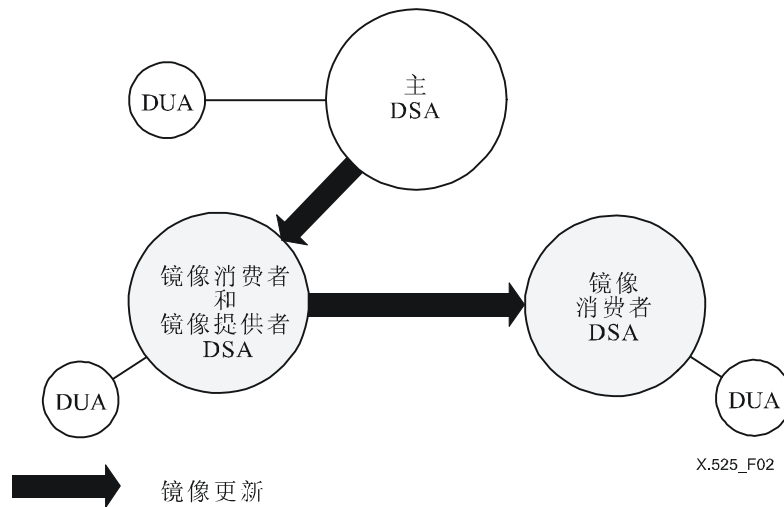 主
DSA
DUA
镜像消费者
和
镜像提供者
DSA
镜像
消费者
DSA
DUA
DUA
X.525_F02
镜像更新